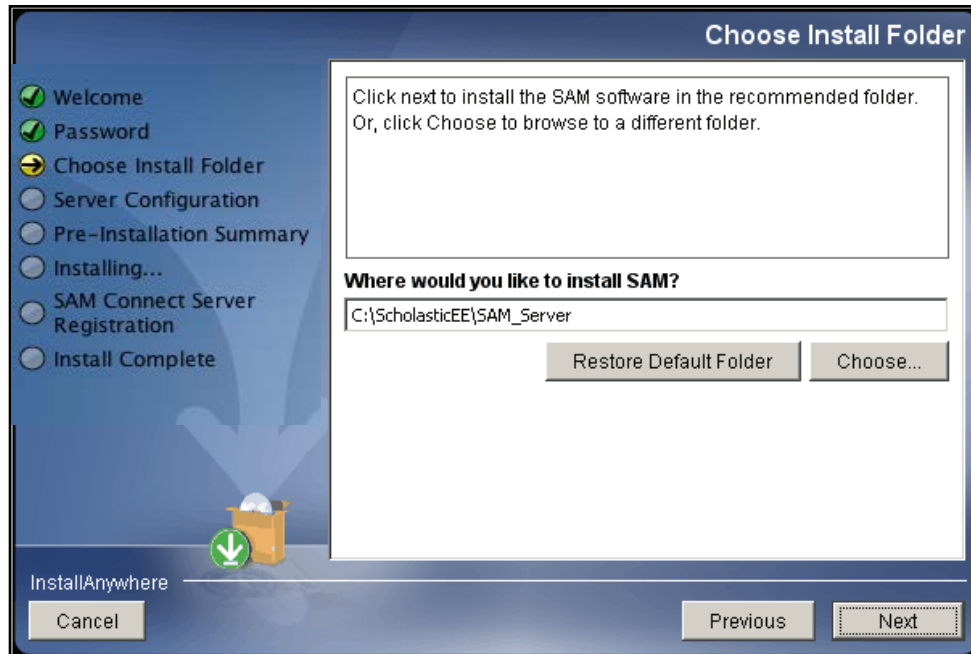 Choose Install Folder
Welcome
Password
Choose Install Folder
Server Configuration
Pre-Installation Summary
Installing...
SAM Connect Server
Registration
Install Complete
Click next to install the SAM software in the recommended folder.
Or, click Choose to browse to a different folder.
Where would you like to install SAM?
C:\ScholasticEE\SAM_Server
Restore Default Folder
Choose...
InstallAnywhere
Cancel
Previous
Next